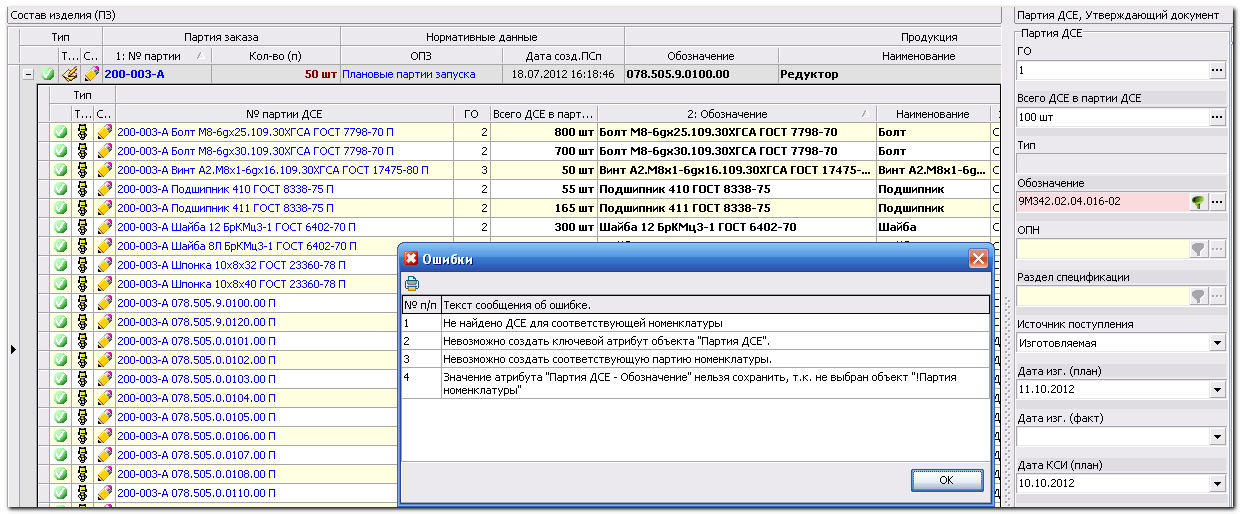 Состав изделия (ПЗ)
Тип Партия заказа Нормативные данные Продукция
Т... С.. 1: № партии Кол-во (п) ОПЗ Дата созд.ПСп Обозначение Наименование
200-003-А 50 шт Плановые партии запуска 18.07.2012 16:18:46 078.505.9.0100.00 Редуктор
Тип
Т... С.. № партии ДСЕ ГО Всего ДСЕ в парт... 2: Обозначение Наименование
200-003-А Болт М8-6gx25.109.30ХГСА ГОСТ 7798-70 П 2 800 шт Болт М8-6gx25.109.30ХГСА ГОСТ 7798-70 Болт С
200-003-А Болт М8-6gx30.109.30ХГСА ГОСТ 7798-70 П 2 700 шт Болт М8-6gx30.109.30ХГСА ГОСТ 7798-70 Болт С
200-003-А Винт А2.М8х1-6gx16.109.30ХГСА ГОСТ 17475-80 П 3 50 шт Винт А2.М8х1-6gx16.109.30ХГСА ГОСТ 17475-... Винт А2.М8х1-6g... С
200-003-А Подшипник 410 ГОСТ 8338-75 П 2 55 шт Подшипник 410 ГОСТ 8338-75 Подшипник С
200-003-А Подшипник 411 ГОСТ 8338-75 П 2 165 шт Подшипник 411 ГОСТ 8338-75 Подшипник С
200-003-А Шайба 12 БрКМц3-1 ГОСТ 6402-70 П 2 300 шт Шайба 12 БрКМц3-1 ГОСТ 6402-70 Шайба С
200-003-А Шайба 8Л БрКМц3-1 ГОСТ 6402-70 П
200-003-А Шпонка 10х8х32 ГОСТ 23360-78 П
200-003-А Шпонка 10х8х40 ГОСТ 23360-78 П
200-003-А 078.505.9.0100.00 П
200-003-А 078.505.9.0120.00 П
200-003-А 078.505.0.0101.00 П
200-003-А 078.505.0.0102.00 П
200-003-А 078.505.0.0103.00 П
200-003-А 078.505.0.0104.00 П
200-003-А 078.505.0.0105.00 П
200-003-А 078.505.0.0106.00 П
200-003-А 078.505.0.0107.00 П
200-003-А 078.505.0.0108.00 П
200-003-А 078.505.0.0110.00 П
Ошибки
№ п/п Текст сообщения об ошибке.
1 Не найдено ДСЕ для соответствующей номенклатуры
2 Невозможно создать ключевой атрибут объекта "Партия ДСЕ".
3 Невозможно создать соответствующую партию номенклатуры.
4 Значение атрибута "Партия ДСЕ - Обозначение" нельзя сохранить, т.к. не выбран объект "!Партия
номенклатуры"
OK
Партия ДСЕ, Утверждающий документ
Партия ДСЕ
ГО
1
Всего ДСЕ в партии ДСЕ
100 шт
Тип
Обозначение
9М342.02.04.016-02
ОПН
Раздел спецификации
Источник поступления
Изготовляемая
Дата изг. (план)
11.10.2012
Дата изг. (факт)
Дата КСИ (план)
10.10.2012